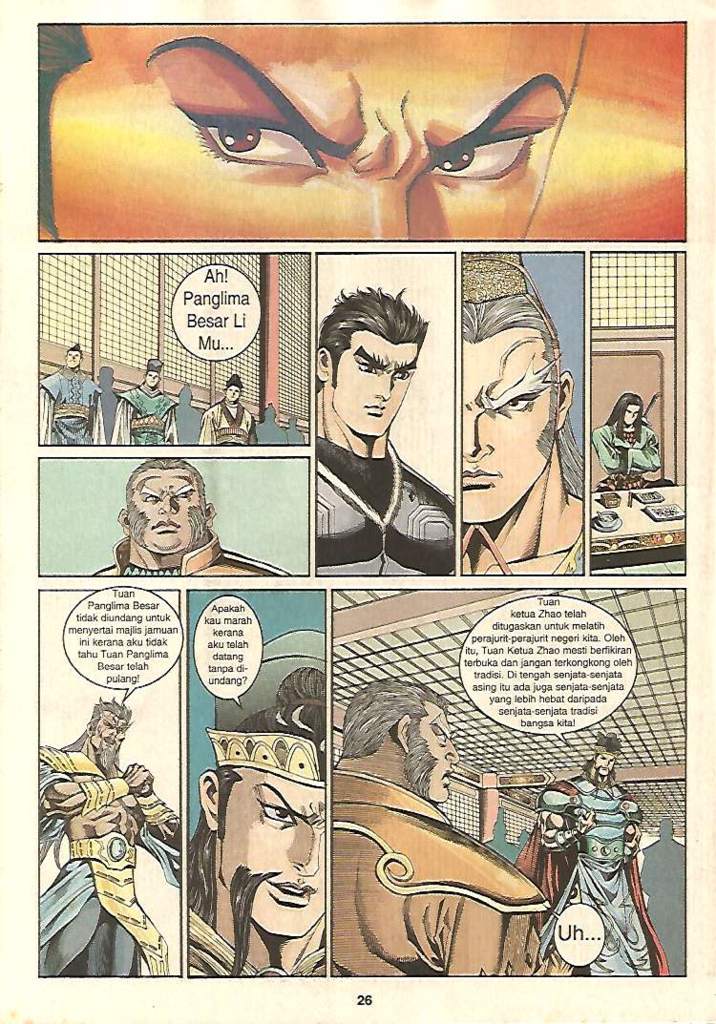 Ah!
Panglima
Besar Li
Mu...
Tuan
Panglima Besar
tidak diundang untuk
menyertai majlis jamuan
ini kerana aku tidak
tahu Tuan Panglima
Besar telah
pulang!
Apakah
kau marah
kerana
aku telah
datang
tanpa di-
undang?
Tuan
ketua Zhao telah
ditugaskan untuk melatih
perajurit-perajurit negeri kita. Oleh
itu, Tuan Ketua Zhao mesti berfikiran
terbuka dan jangan terkongkong oleh
tradisi. Di tengah senjata-senjata
asing itu ada juga senjata-senjata
yang lebih hebat daripada
senjata-senjata tradisi
bangsa kita!
Uh...
26